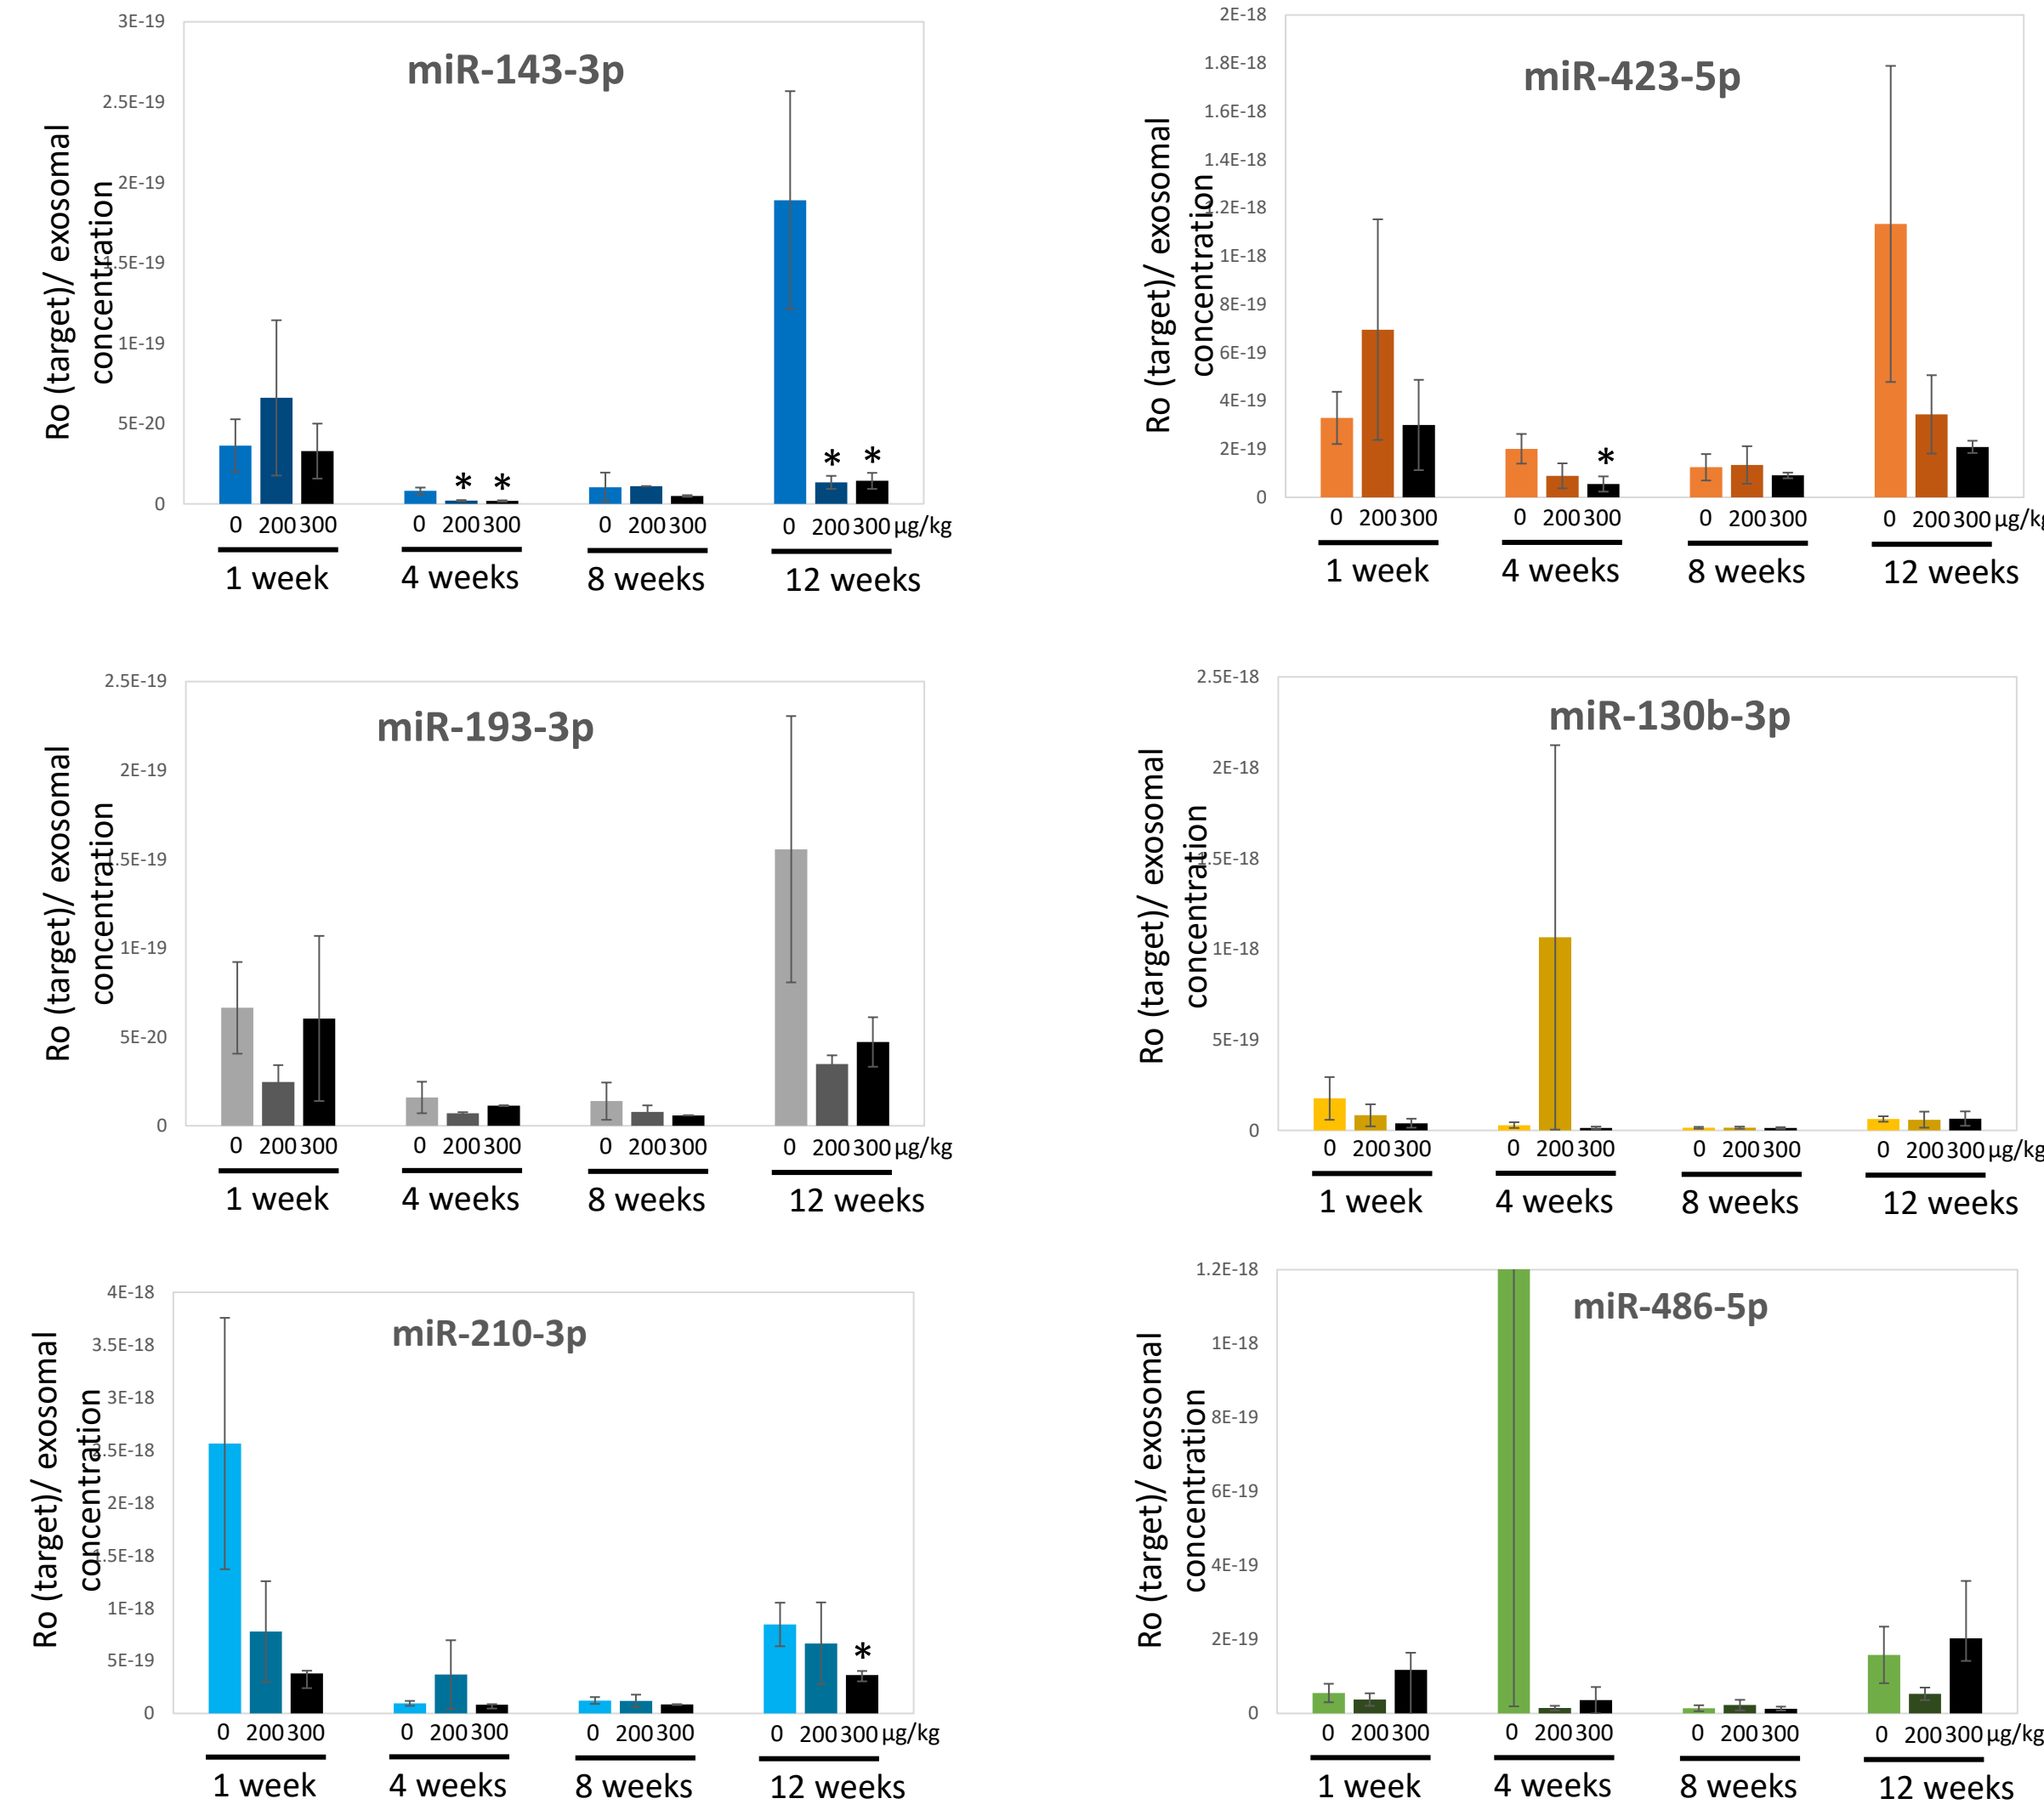 miR-143-3p
Ro (target)/ exosomal
concentration
3E-19
2.5E-19
2E-19
1.5E-19
1E-19
5E-20
0
* * * *
0 200 300 0 200 300 0 200 300 0 200 300 µg/kg
1 week 4 weeks 8 weeks 12 weeks
miR-423-5p
Ro (target)/ exosomal
concentration
2E-18
1.8E-18
1.6E-18
1.4E-18
1.2E-18
1E-18
8E-19
6E-19
4E-19
2E-19
0
*
0 200 300 0 200 300 0 200 300 0 200 300 µg/kg
1 week 4 weeks 8 weeks 12 weeks
miR-193-3p
Ro (target)/ exosomal
concentration
2.5E-19
2E-19
1.5E-19
1E-19
5E-20
0
0 200 300 0 200 300 0 200 300 0 200 300 µg/kg
1 week 4 weeks 8 weeks 12 weeks
miR-130b-3p
Ro (target)/ exosomal
concentration
2.5E-18
2E-18
1.5E-18
1E-18
5E-19
0
0 200 300 0 200 300 0 200 300 0 200 300 µg/kg
1 week 4 weeks 8 weeks 12 weeks
miR-210-3p
Ro (target)/ exosomal
concentration
4E-18
3.5E-18
3E-18
2.5E-18
2E-18
1.5E-18
1E-18
5E-19
0
*
0 200 300 0 200 300 0 200 300 0 200 300 µg/kg
1 week 4 weeks 8 weeks 12 weeks
miR-486-5p
Ro (target)/ exosomal
concentration
1.2E-18
1E-18
8E-19
6E-19
4E-19
2E-19
0
0 200 300 0 200 300 0 200 300 0 200 300 µg/kg
1 week 4 weeks 8 weeks 12 weeks